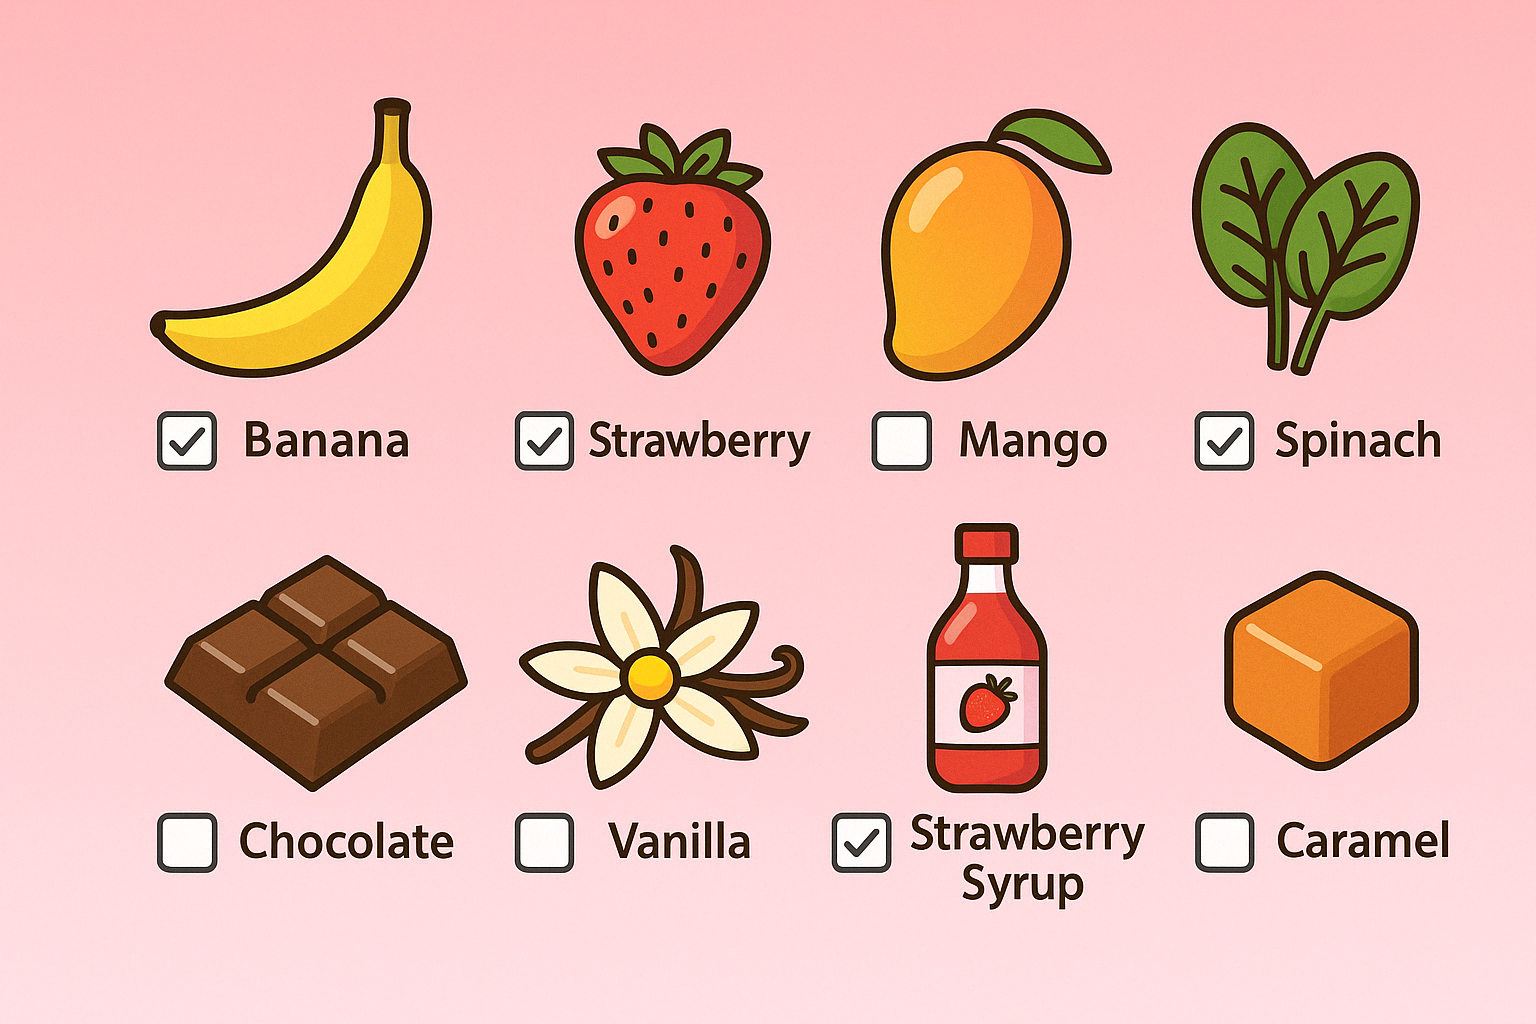 Banana
Strawberry
Mango
Spinach
Chocolate
Vanilla
Strawberry
Syrup
Caramel